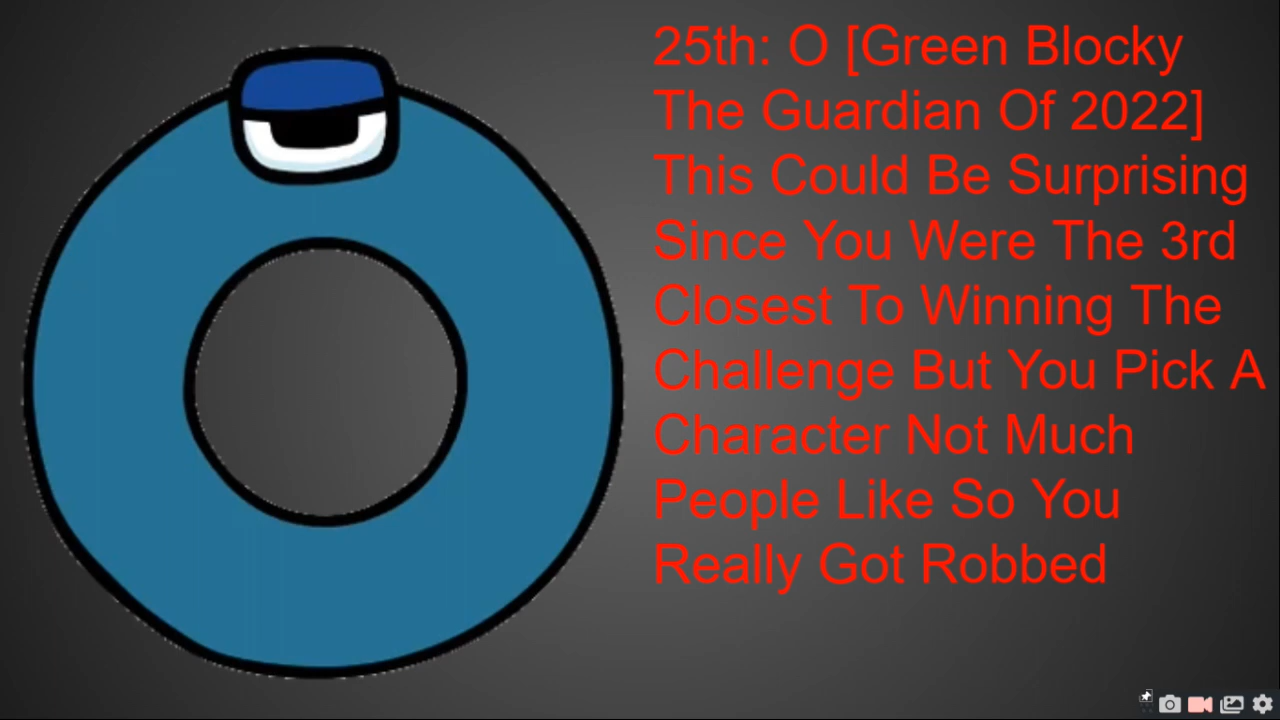 25th: O [Green Blocky
The Guardian Of 2022]
This Could Be Surprising
Since You Were The 3rd
Closest To Winning The
Challenge But You Pick A
Character Not Much
People Like So You
Really Got Robbed